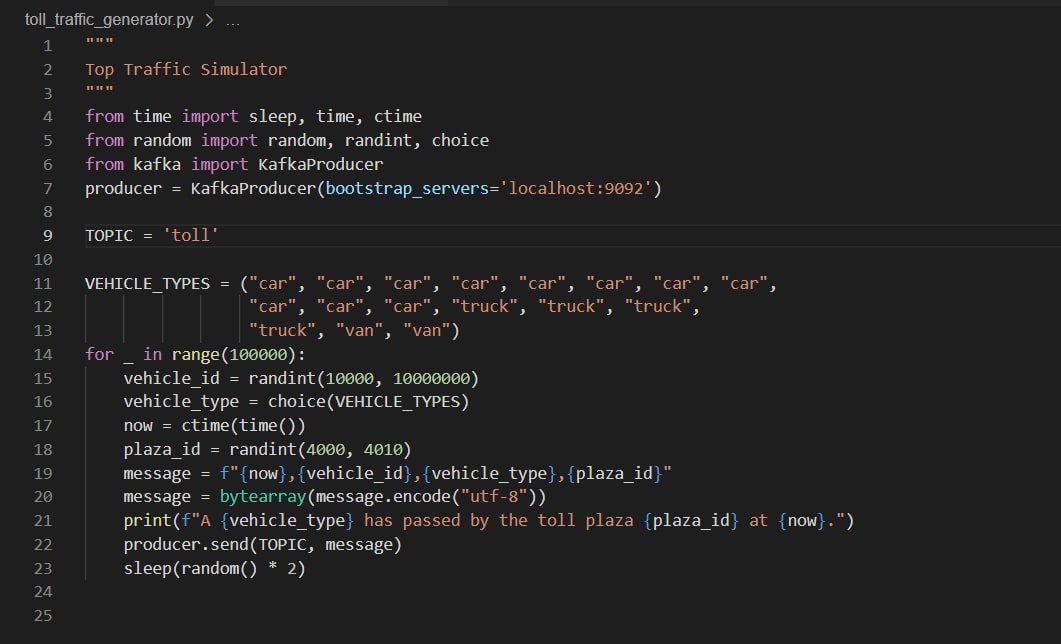 toll_traffic_generator.py > ...
1 """
2 Top Traffic Simulator
3 """
4 from time import sleep, time, ctime
5 from random import random, randint, choice
6 from kafka import KafkaProducer
7 producer = KafkaProducer(bootstrap_servers='localhost:9092')
8
9 TOPIC = 'toll'
10
11 VEHICLE_TYPES = ("car", "car", "car", "car", "car", "car", "car", "car",
12                  "car", "car", "car", "truck", "truck", "truck",
13                  "truck", "van", "van")
14 for _ in range(100000):
15     vehicle_id = randint(10000, 10000000)
16     vehicle_type = choice(VEHICLE_TYPES)
17     now = ctime(time())
18     plaza_id = randint(4000, 4010)
19     message = f"{now},{vehicle_id},{vehicle_type},{plaza_id}"
20     message = bytearray(message.encode("utf-8"))
21     print(f"A {vehicle_type} has passed by the toll plaza {plaza_id} at {now}.")
22     producer.send(TOPIC, message)
23     sleep(random() * 2)
24
25